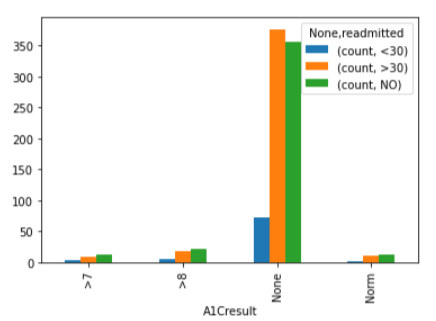 None,readmitted
(count, <30)
(count, >30)
(count, NO)
350
300
250
200
150
100
50
0
>7
>8
None
Norm
A1Cresult